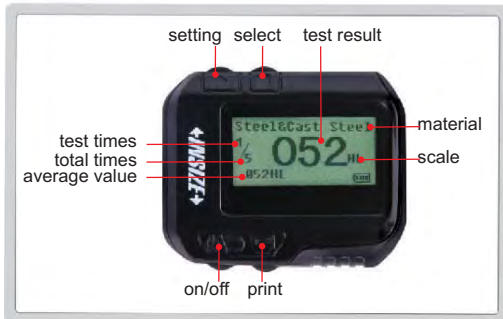 setting select test result
Steel&Cast Steel
material
test times
1/5 052 HL
scale
total times
average value
052HL
INSIZE
on/off print